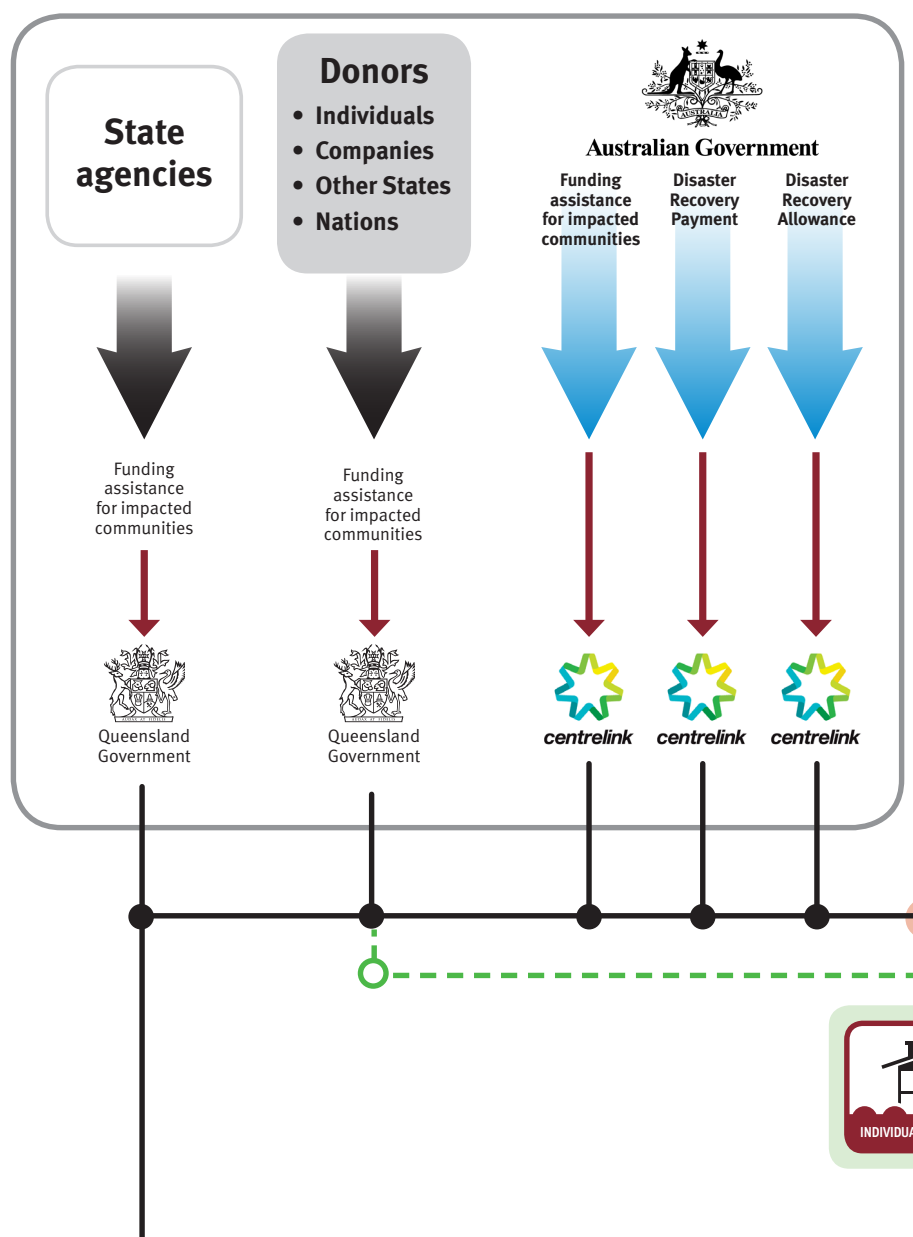 State
agencies
Donors
• Individuals
• Companies
• Other States
• Nations
AUSTRALIA
Australian Government
Funding
assistance
for impacted
communities
Disaster
Recovery
Payment
Disaster
Recovery
Allowance
Funding
assistance
for impacted
communities
Funding
assistance
for impacted
communities
Queensland
Government
Queensland
Government
centrelink
centrelink
centrelink
INDIVIDUA